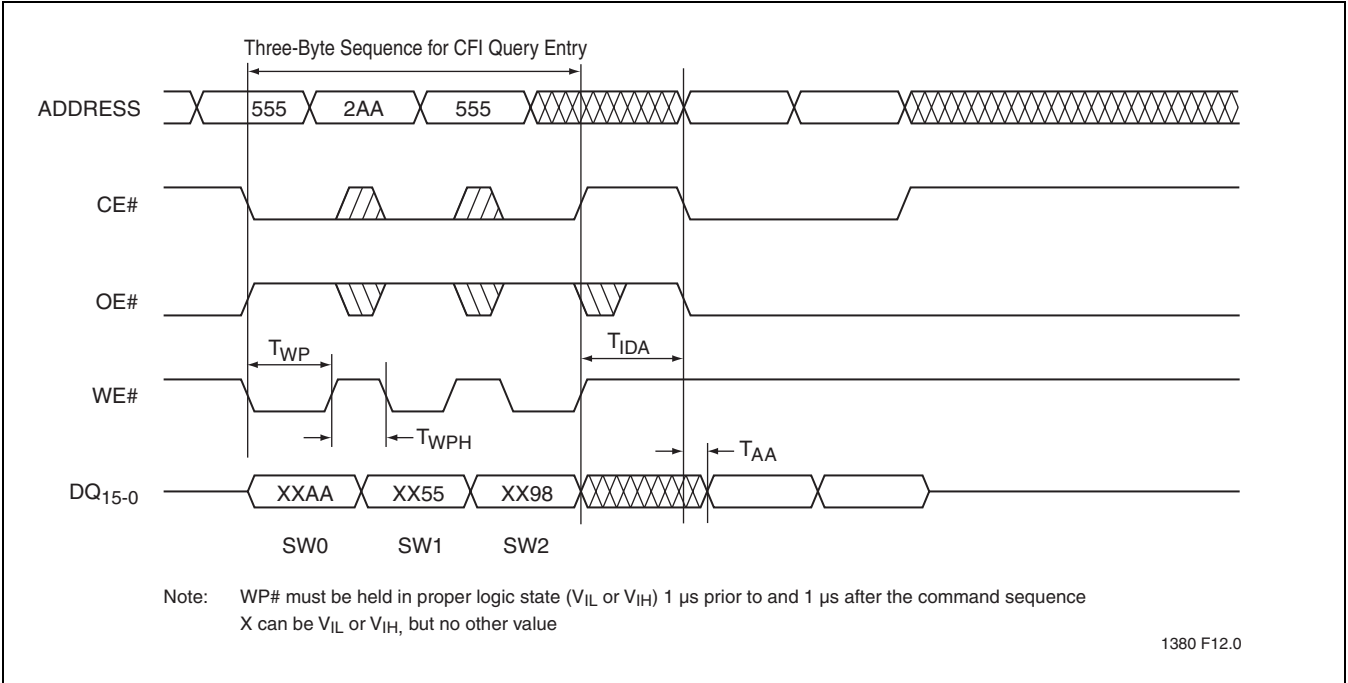 Three-Byte Sequence for CFI Query Entry
ADDRESS 555 2AA 555
CE#
OE#
TWP TIDA
WE#
TWPH TAA
DQ15-0 XXAA XX55 XX98
SW0 SW1 SW2
Note: WP# must be held in proper logic state (VIL or VIH) 1 µs prior to and 1 µs after the command sequence
X can be VIL or VIH, but no other value
1380 F12.0